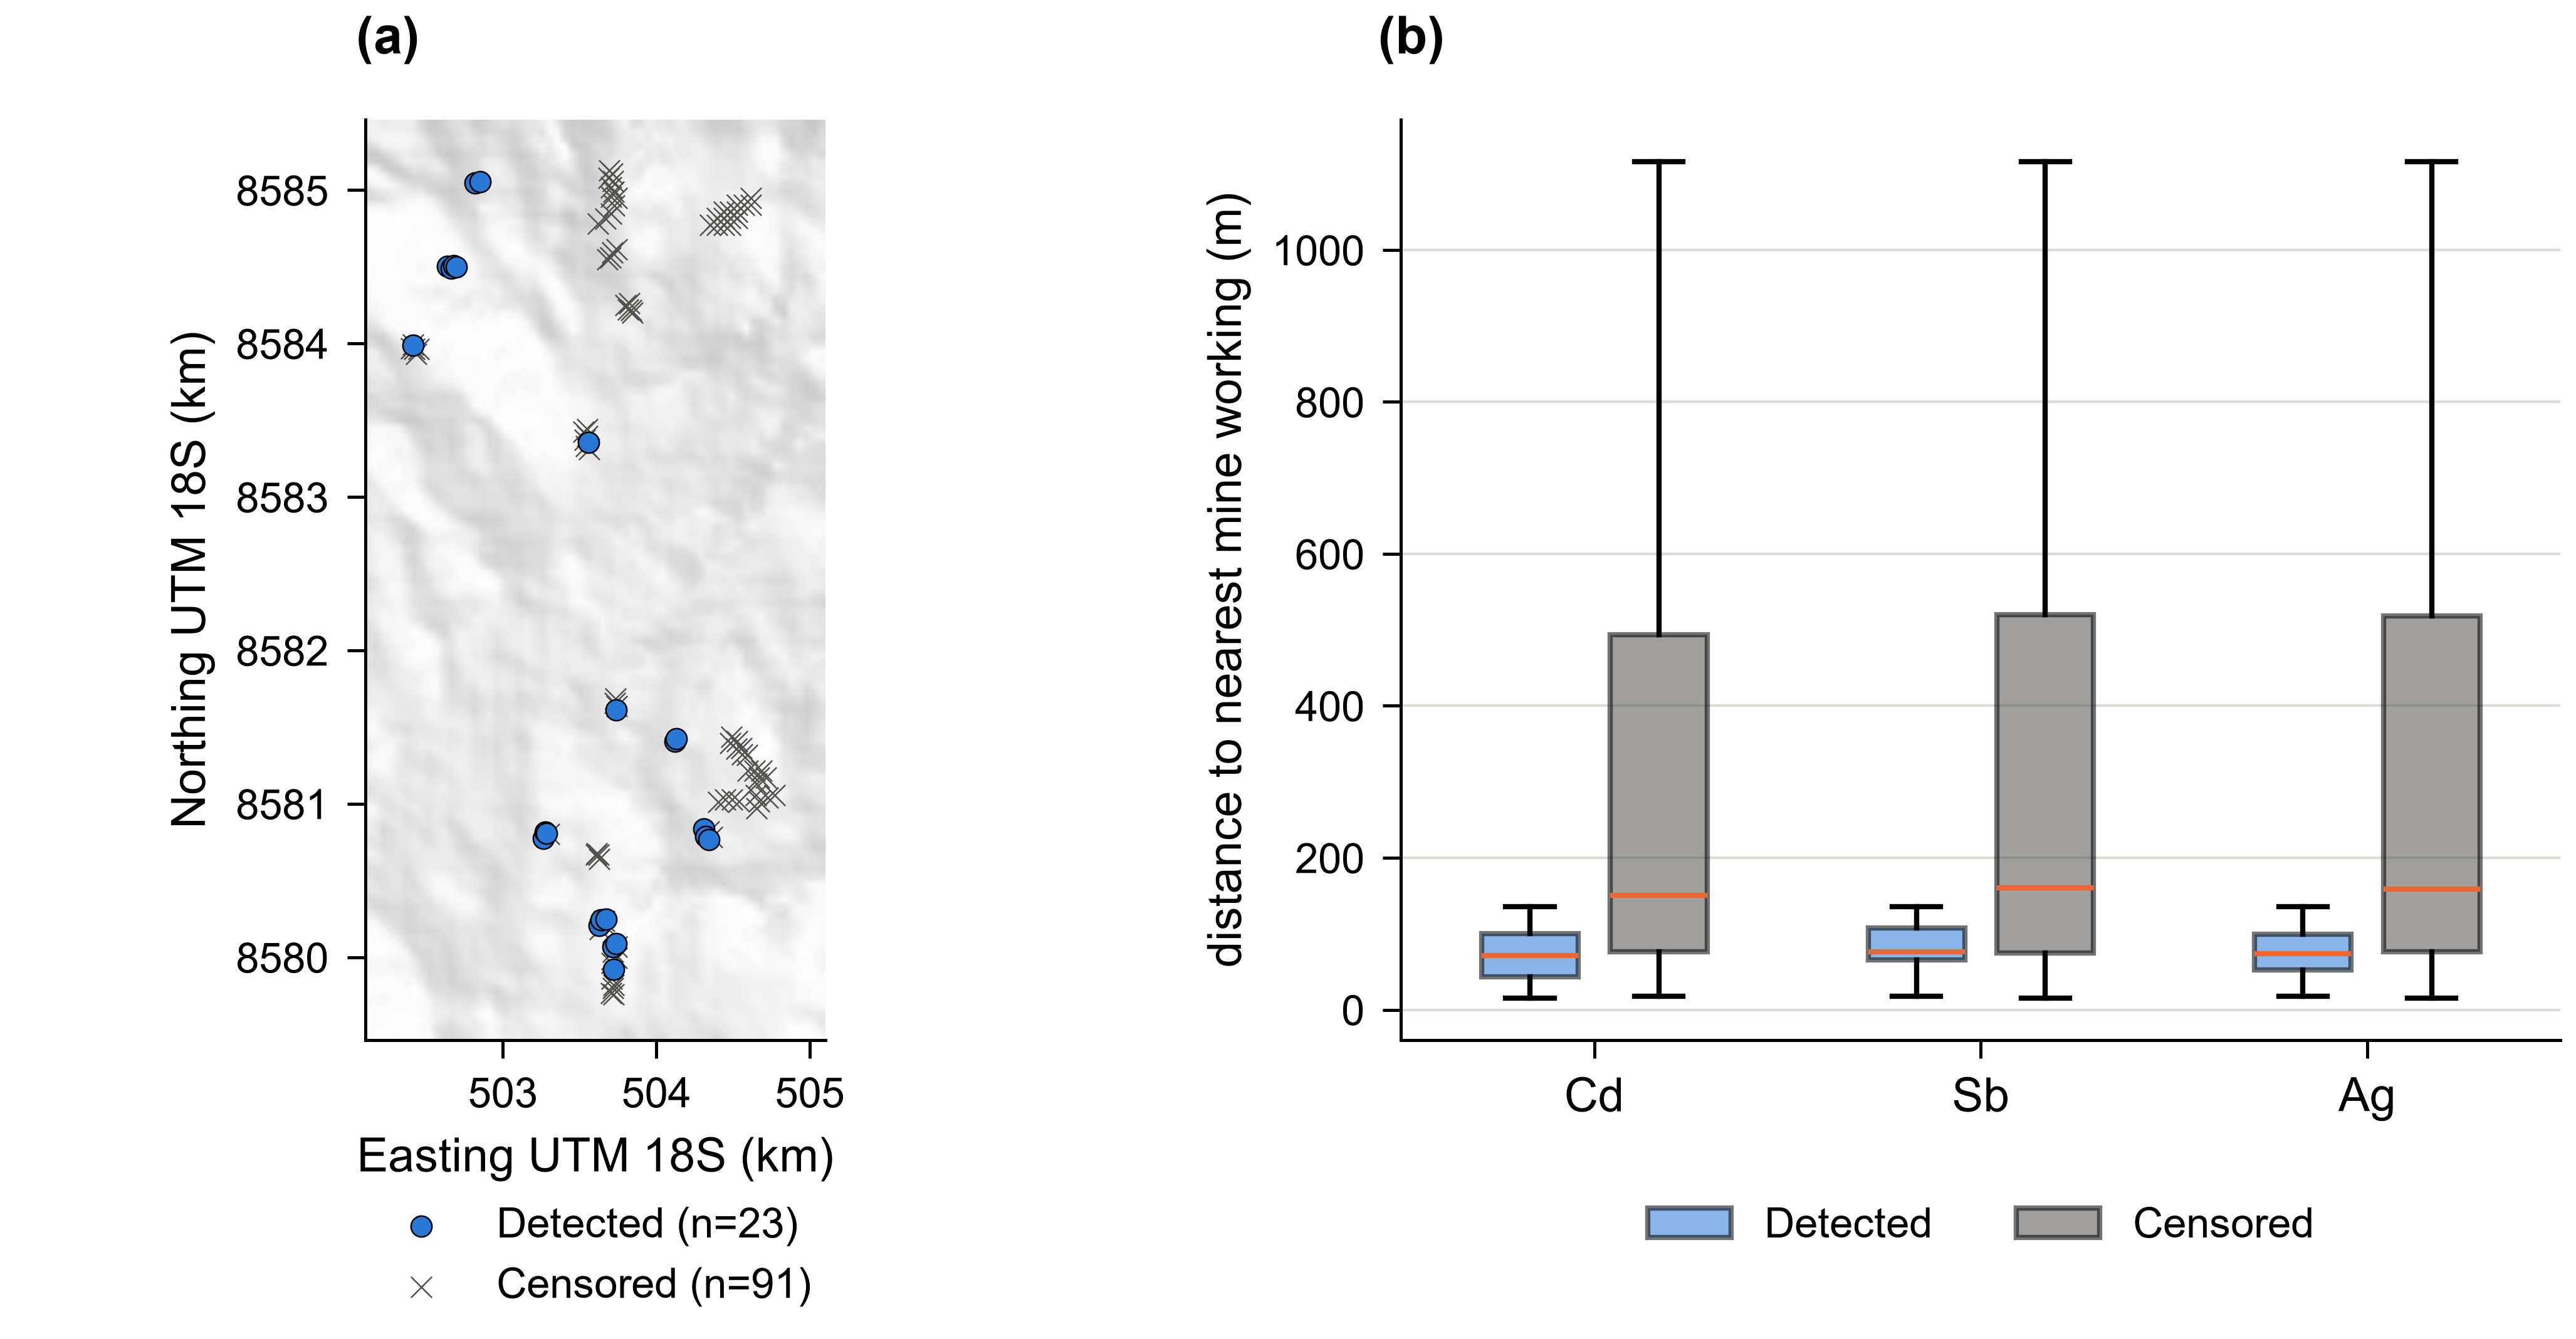 (a)
Northing UTM 18S (km)
8585
8584
8583
8582
8581
8580
503 504 505
Easting UTM 18S (km)
Detected (n=23)
Censored (n=91)
(b)
distance to nearest mine working (m)
1000
800
600
400
200
0
Cd Sb Ag
Detected Censored